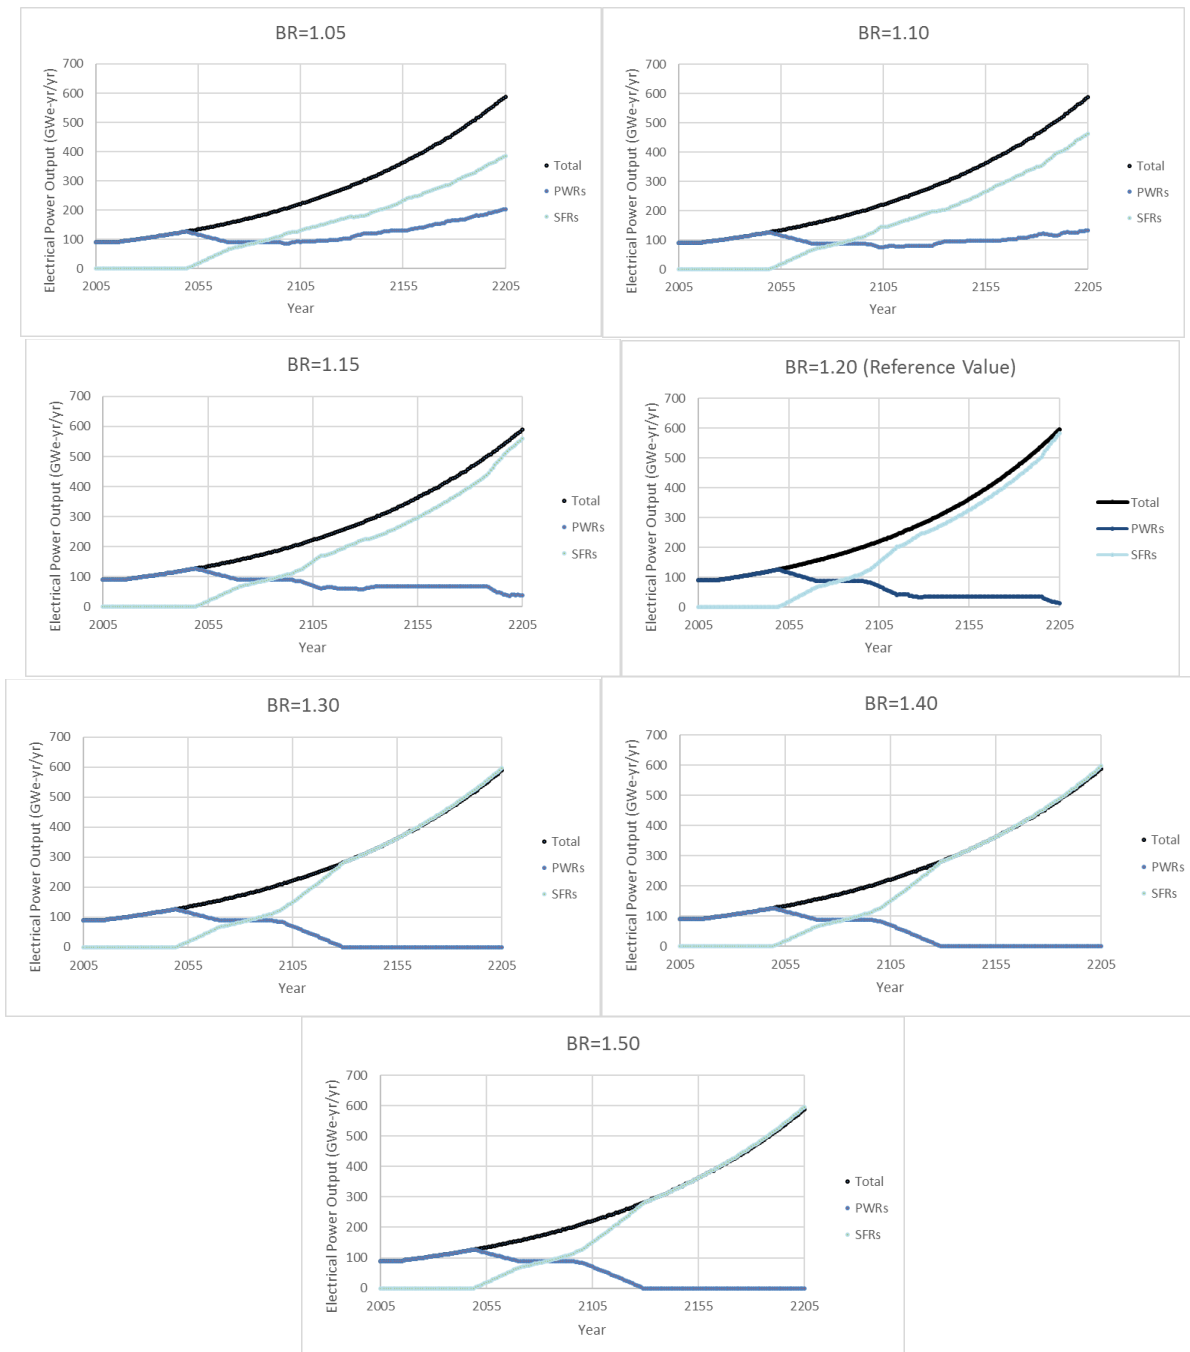 BR=1.05
Electrical Power Output (GWe-yr/yr)
700
600
500
400
300
200
100
0
2005 2055 2105 2155 2205
Year
Total
PWRs
SFRs
BR=1.10
Electrical Power Output (GWe-yr/yr)
700
600
500
400
300
200
100
0
2005 2055 2105 2155 2205
Year
Total
PWRs
SFRs
BR=1.15
Electrical Power Output (GWe-yr/yr)
700
600
500
400
300
200
100
0
2005 2055 2105 2155 2205
Year
Total
PWRs
SFRs
BR=1.20 (Reference Value)
Electrical Power Output (GWe-yr/yr)
700
600
500
400
300
200
100
0
2005 2055 2105 2155 2205
Year
Total
PWRs
SFRs
BR=1.30
Electrical Power Output (GWe-yr/yr)
700
600
500
400
300
200
100
0
2005 2055 2105 2155 2205
Year
Total
PWRs
SFRs
BR=1.40
Electrical Power Output (GWe-yr/yr)
700
600
500
400
300
200
100
0
2005 2055 2105 2155 2205
Year
Total
PWRs
SFRs
BR=1.50
Electrical Power Output (GWe-yr/yr)
700
600
500
400
300
200
100
0
2005 2055 2105 2155 2205
Year
Total
PWRs
SFRs